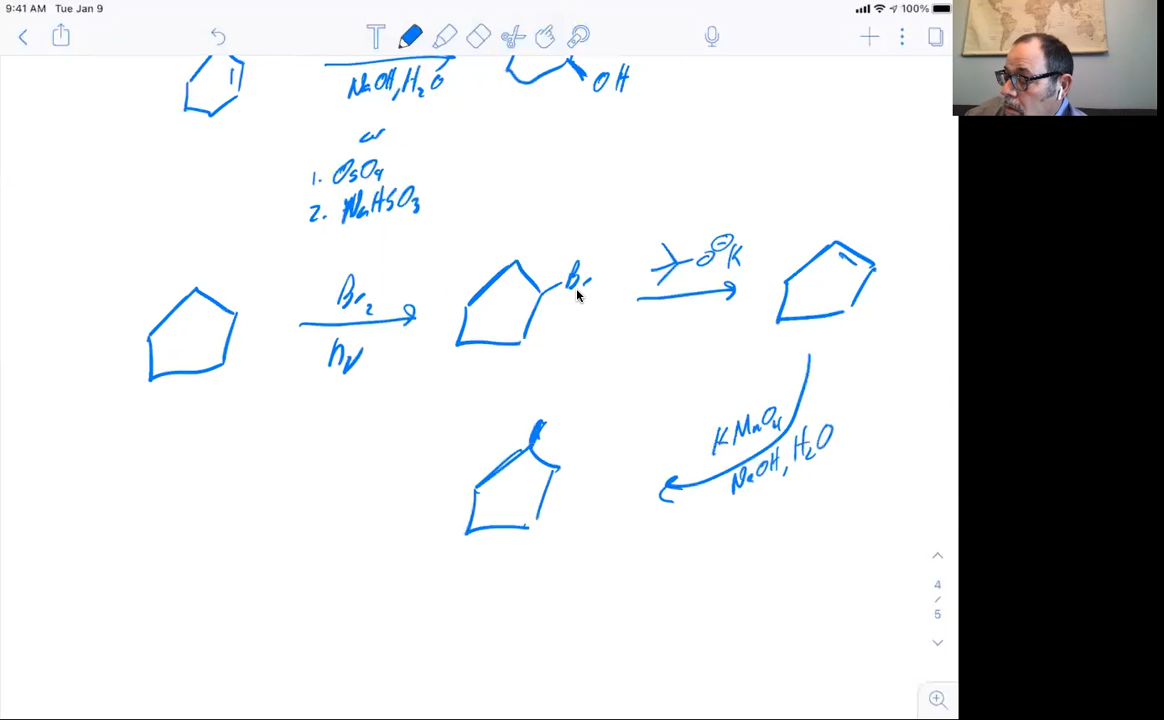 9:41 AM Tue Jan 9
100%
T
NaOH, H2O
OH
or
1. OsO4
2. NaHSO3
Br2
hν
Br
O⊖K
KMnO4
NaOH, H2O
4
/
5